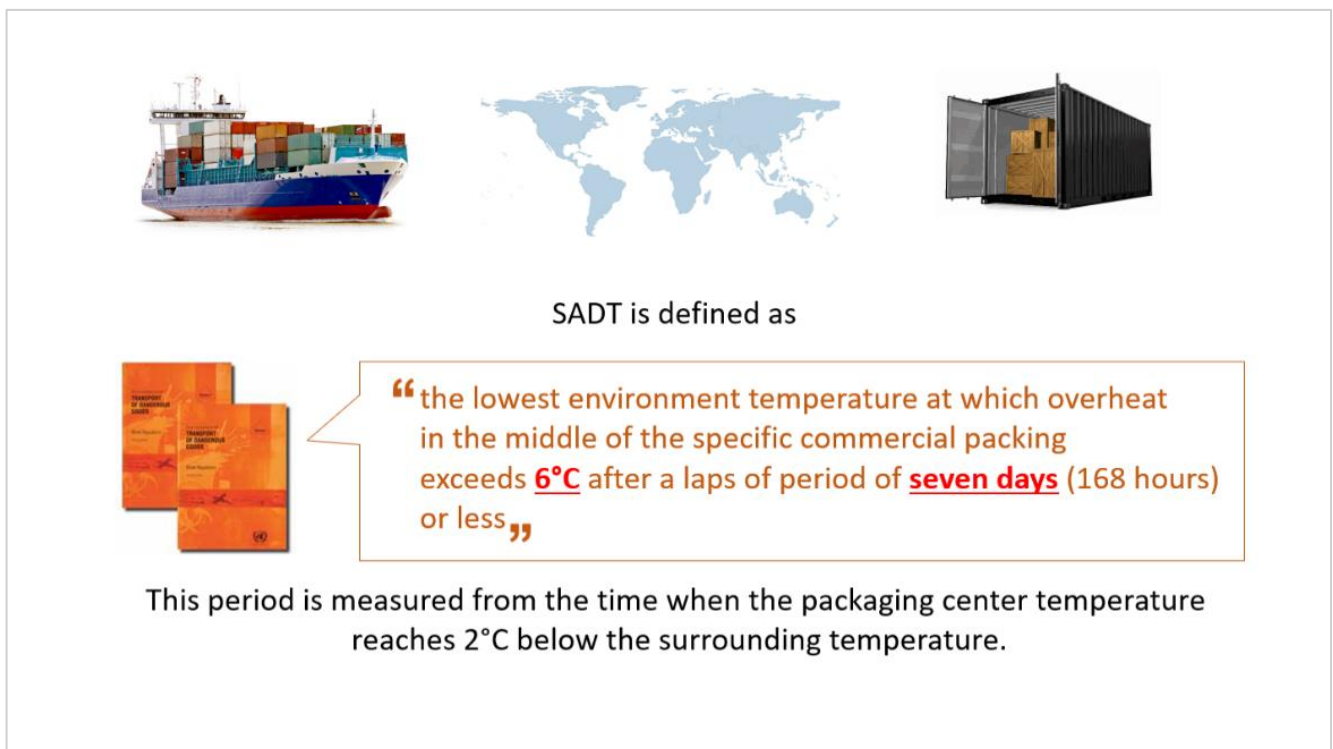 SADT is defined as
TRANSPORT
OF DANGEROUS
GOODS
TRANSPORT
OF DANGEROUS
GOODS
“the lowest environment temperature at which overheat
in the middle of the specific commercial packing
exceeds 6°C after a laps of period of seven days (168 hours)
or less„
This period is measured from the time when the packaging center temperature
reaches 2°C below the surrounding temperature.